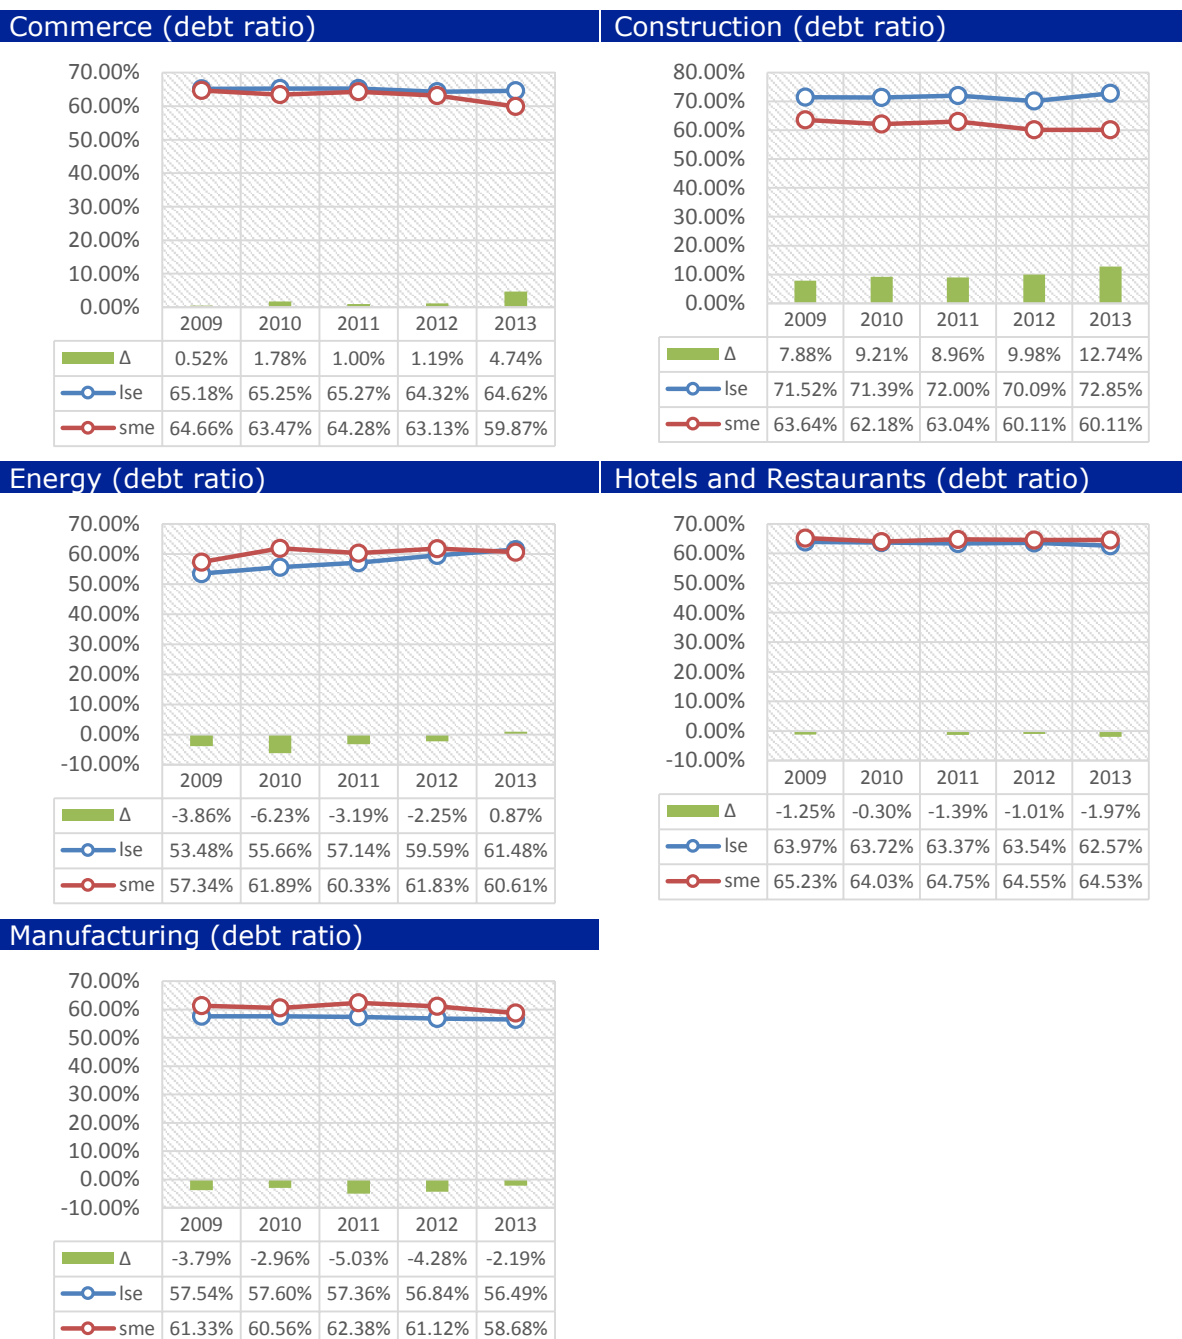 Commerce (debt ratio)
70.00%
60.00%
50.00%
40.00%
30.00%
20.00%
10.00%
0.00%
2009 2010 2011 2012 2013
Δ 0.52% 1.78% 1.00% 1.19% 4.74%
lse 65.18% 65.25% 65.27% 64.32% 64.62%
sme 64.66% 63.47% 64.28% 63.13% 59.87%
Construction (debt ratio)
80.00%
70.00%
60.00%
50.00%
40.00%
30.00%
20.00%
10.00%
0.00%
2009 2010 2011 2012 2013
Δ 7.88% 9.21% 8.96% 9.98% 12.74%
lse 71.52% 71.39% 72.00% 70.09% 72.85%
sme 63.64% 62.18% 63.04% 60.11% 60.11%
Energy (debt ratio)
70.00%
60.00%
50.00%
40.00%
30.00%
20.00%
10.00%
0.00%
-10.00%
2009 2010 2011 2012 2013
Δ -3.86% -6.23% -3.19% -2.25% 0.87%
lse 53.48% 55.66% 57.14% 59.59% 61.48%
sme 57.34% 61.89% 60.33% 61.83% 60.61%
Hotels and Restaurants (debt ratio)
70.00%
60.00%
50.00%
40.00%
30.00%
20.00%
10.00%
0.00%
-10.00%
2009 2010 2011 2012 2013
Δ -1.25% -0.30% -1.39% -1.01% -1.97%
lse 63.97% 63.72% 63.37% 63.54% 62.57%
sme 65.23% 64.03% 64.75% 64.55% 64.53%
Manufacturing (debt ratio)
70.00%
60.00%
50.00%
40.00%
30.00%
20.00%
10.00%
0.00%
-10.00%
2009 2010 2011 2012 2013
Δ -3.79% -2.96% -5.03% -4.28% -2.19%
lse 57.54% 57.60% 57.36% 56.84% 56.49%
sme 61.33% 60.56% 62.38% 61.12% 58.68%